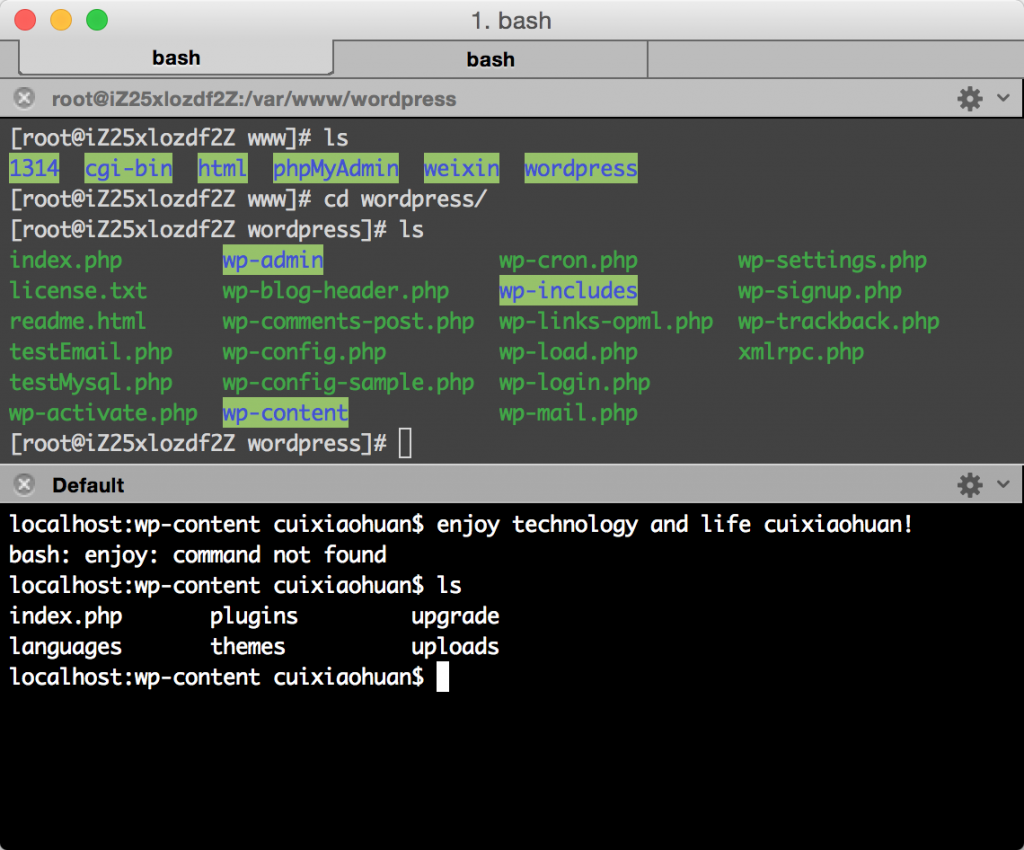 1. bash
bash bash
root@iZ25xlozdf2Z:/var/www/wordpress
[root@iZ25xlozdf2Z www]# ls
1314 cgi-bin html phpMyAdmin weixin wordpress
[root@iZ25xlozdf2Z www]# cd wordpress/
[root@iZ25xlozdf2Z wordpress]# ls
index.php wp-admin wp-cron.php wp-settings.php
license.txt wp-blog-header.php wp-includes wp-signup.php
readme.html wp-comments-post.php wp-links-opml.php wp-trackback.php
testEmail.php wp-config.php wp-load.php xmlrpc.php
testMysql.php wp-config-sample.php wp-login.php
wp-activate.php wp-content wp-mail.php
[root@iZ25xlozdf2Z wordpress]#
Default
localhost:wp-content cuixiaohuan$ enjoy technology and life cuixiaohuan!
bash: enjoy: command not found
localhost:wp-content cuixiaohuan$ ls
index.php plugins upgrade
languages themes uploads
localhost:wp-content cuixiaohuan$